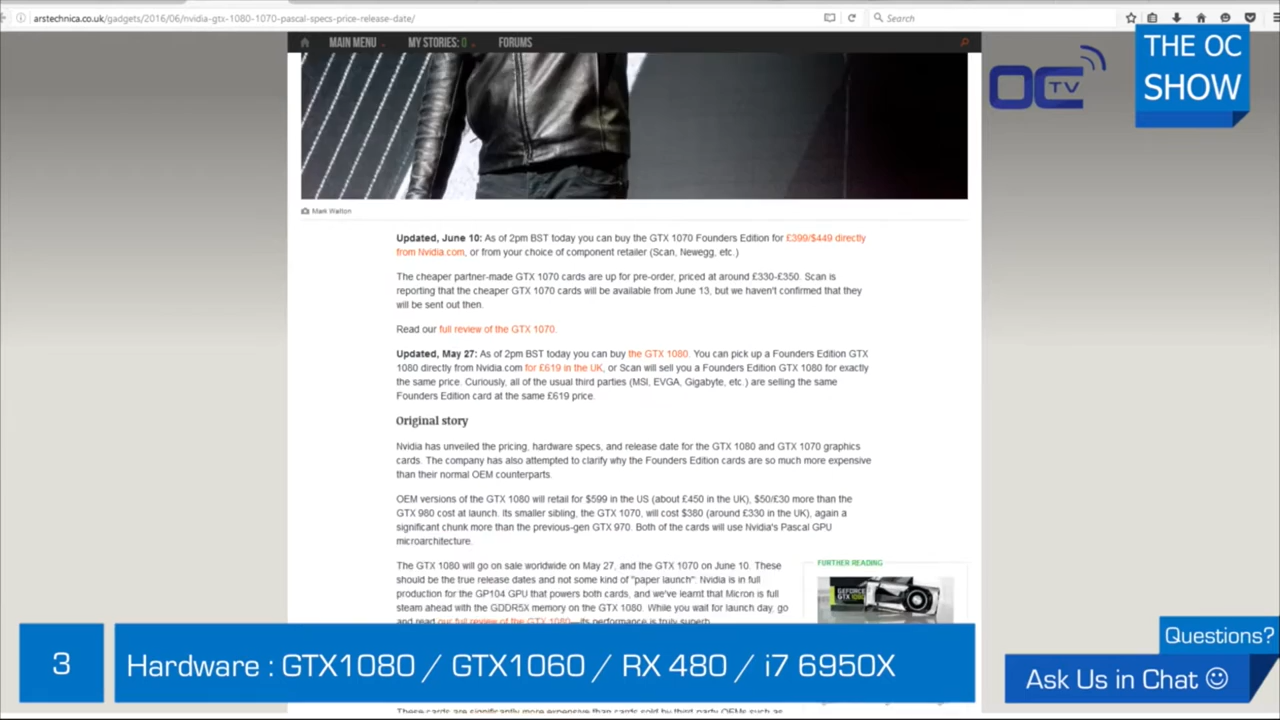 arstechnica.co.uk/gadgets/2016/06/nvidia-gtx-1080-1070-pascal-specs-price-release-date/
Search
MAIN MENU
MY STORIES: 0
FORUMS
OC TV
THE OC
SHOW
Mark Walton
Updated, June 10: As of 2pm BST today you can buy the GTX 1070 Founders Edition for £399/$449 directly
from Nvidia.com, or from your choice of component retailer (Scan, Newegg, etc.)
The cheaper partner-made GTX 1070 cards are up for pre-order, priced at around £330-£350. Scan is
reporting that the cheaper GTX 1070 cards will be available from June 13, but we haven't confirmed that they
will be sent out then.
Read our full review of the GTX 1070.
Updated, May 27: As of 2pm BST today you can buy the GTX 1080. You can pick up a Founders Edition GTX
1080 directly from Nvidia.com for £619 in the UK, or Scan will sell you a Founders Edition GTX 1080 for exactly
the same price. Curiously, all of the usual third parties (MSI, EVGA, Gigabyte, etc.) are selling the same
Founders Edition card at the same £619 price.
Original story
Nvidia has unveiled the pricing, hardware specs, and release date for the GTX 1080 and GTX 1070 graphics
cards. The company has also attempted to clarify why the Founders Edition cards are so much more expensive
than their normal OEM counterparts.
OEM versions of the GTX 1080 will retail for $599 in the US (about £450 in the UK), $50/£30 more than the
GTX 980 cost at launch. Its smaller sibling, the GTX 1070, will cost $380 (around £330 in the UK), again a
significant chunk more than the previous-gen GTX 970. Both of the cards will use Nvidia's Pascal GPU
microarchitecture.
The GTX 1080 will go on sale worldwide on May 27, and the GTX 1070 on June 10. These
should be the true release dates and not some kind of "paper launch": Nvidia is in full
production for the GP104 GPU that powers both cards, and we've learnt that Micron is full
steam ahead with the GDDR5X memory on the GTX 1080. While you wait for launch day, go
and read our full review of the GTX 1080—its performance is truly superb.
FURTHER READING
GEFORCE
GTX 1080
3
Hardware : GTX1080 / GTX1060 / RX 480 / i7 6950X
Questions?
Ask Us in Chat ☺
These cards are significantly more expensive than cards sold by third-party OEMs such as